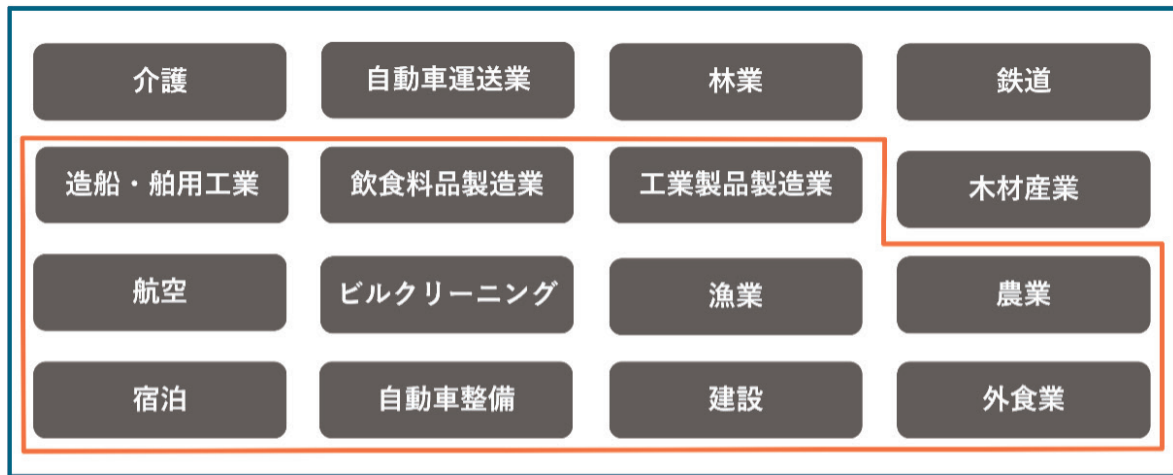 介護
自動車運送業
林業
鉄道
造船・舶用工業
飲食料品製造業
工業製品製造業
木材産業
航空
ビルクリーニング
漁業
農業
宿泊
自動車整備
建設
外食業